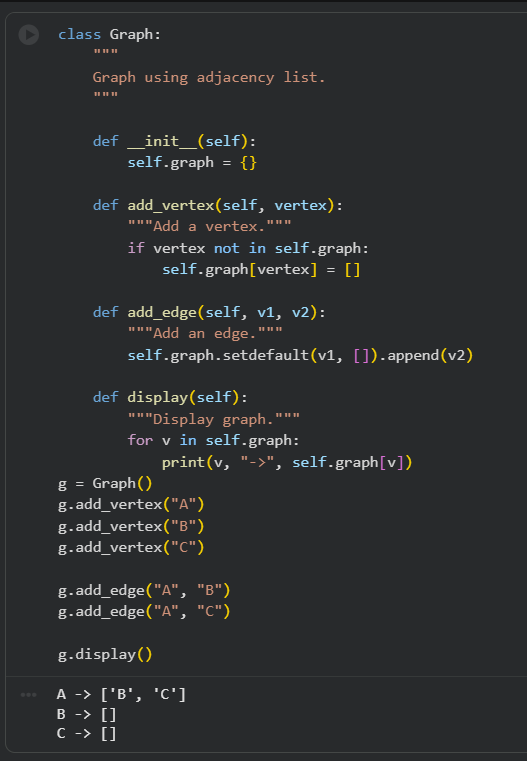 class Graph:
    """
    Graph using adjacency list.
    """

    def __init__(self):
        self.graph = {}

    def add_vertex(self, vertex):
        """Add a vertex."""
        if vertex not in self.graph:
            self.graph[vertex] = []

    def add_edge(self, v1, v2):
        """Add an edge."""
        self.graph.setdefault(v1, []).append(v2)

    def display(self):
        """Display graph."""
        for v in self.graph:
            print(v, "->", self.graph[v])
g = Graph()
g.add_vertex("A")
g.add_vertex("B")
g.add_vertex("C")

g.add_edge("A", "B")
g.add_edge("A", "C")

g.display()
A -> ['B', 'C']
B -> []
C -> []